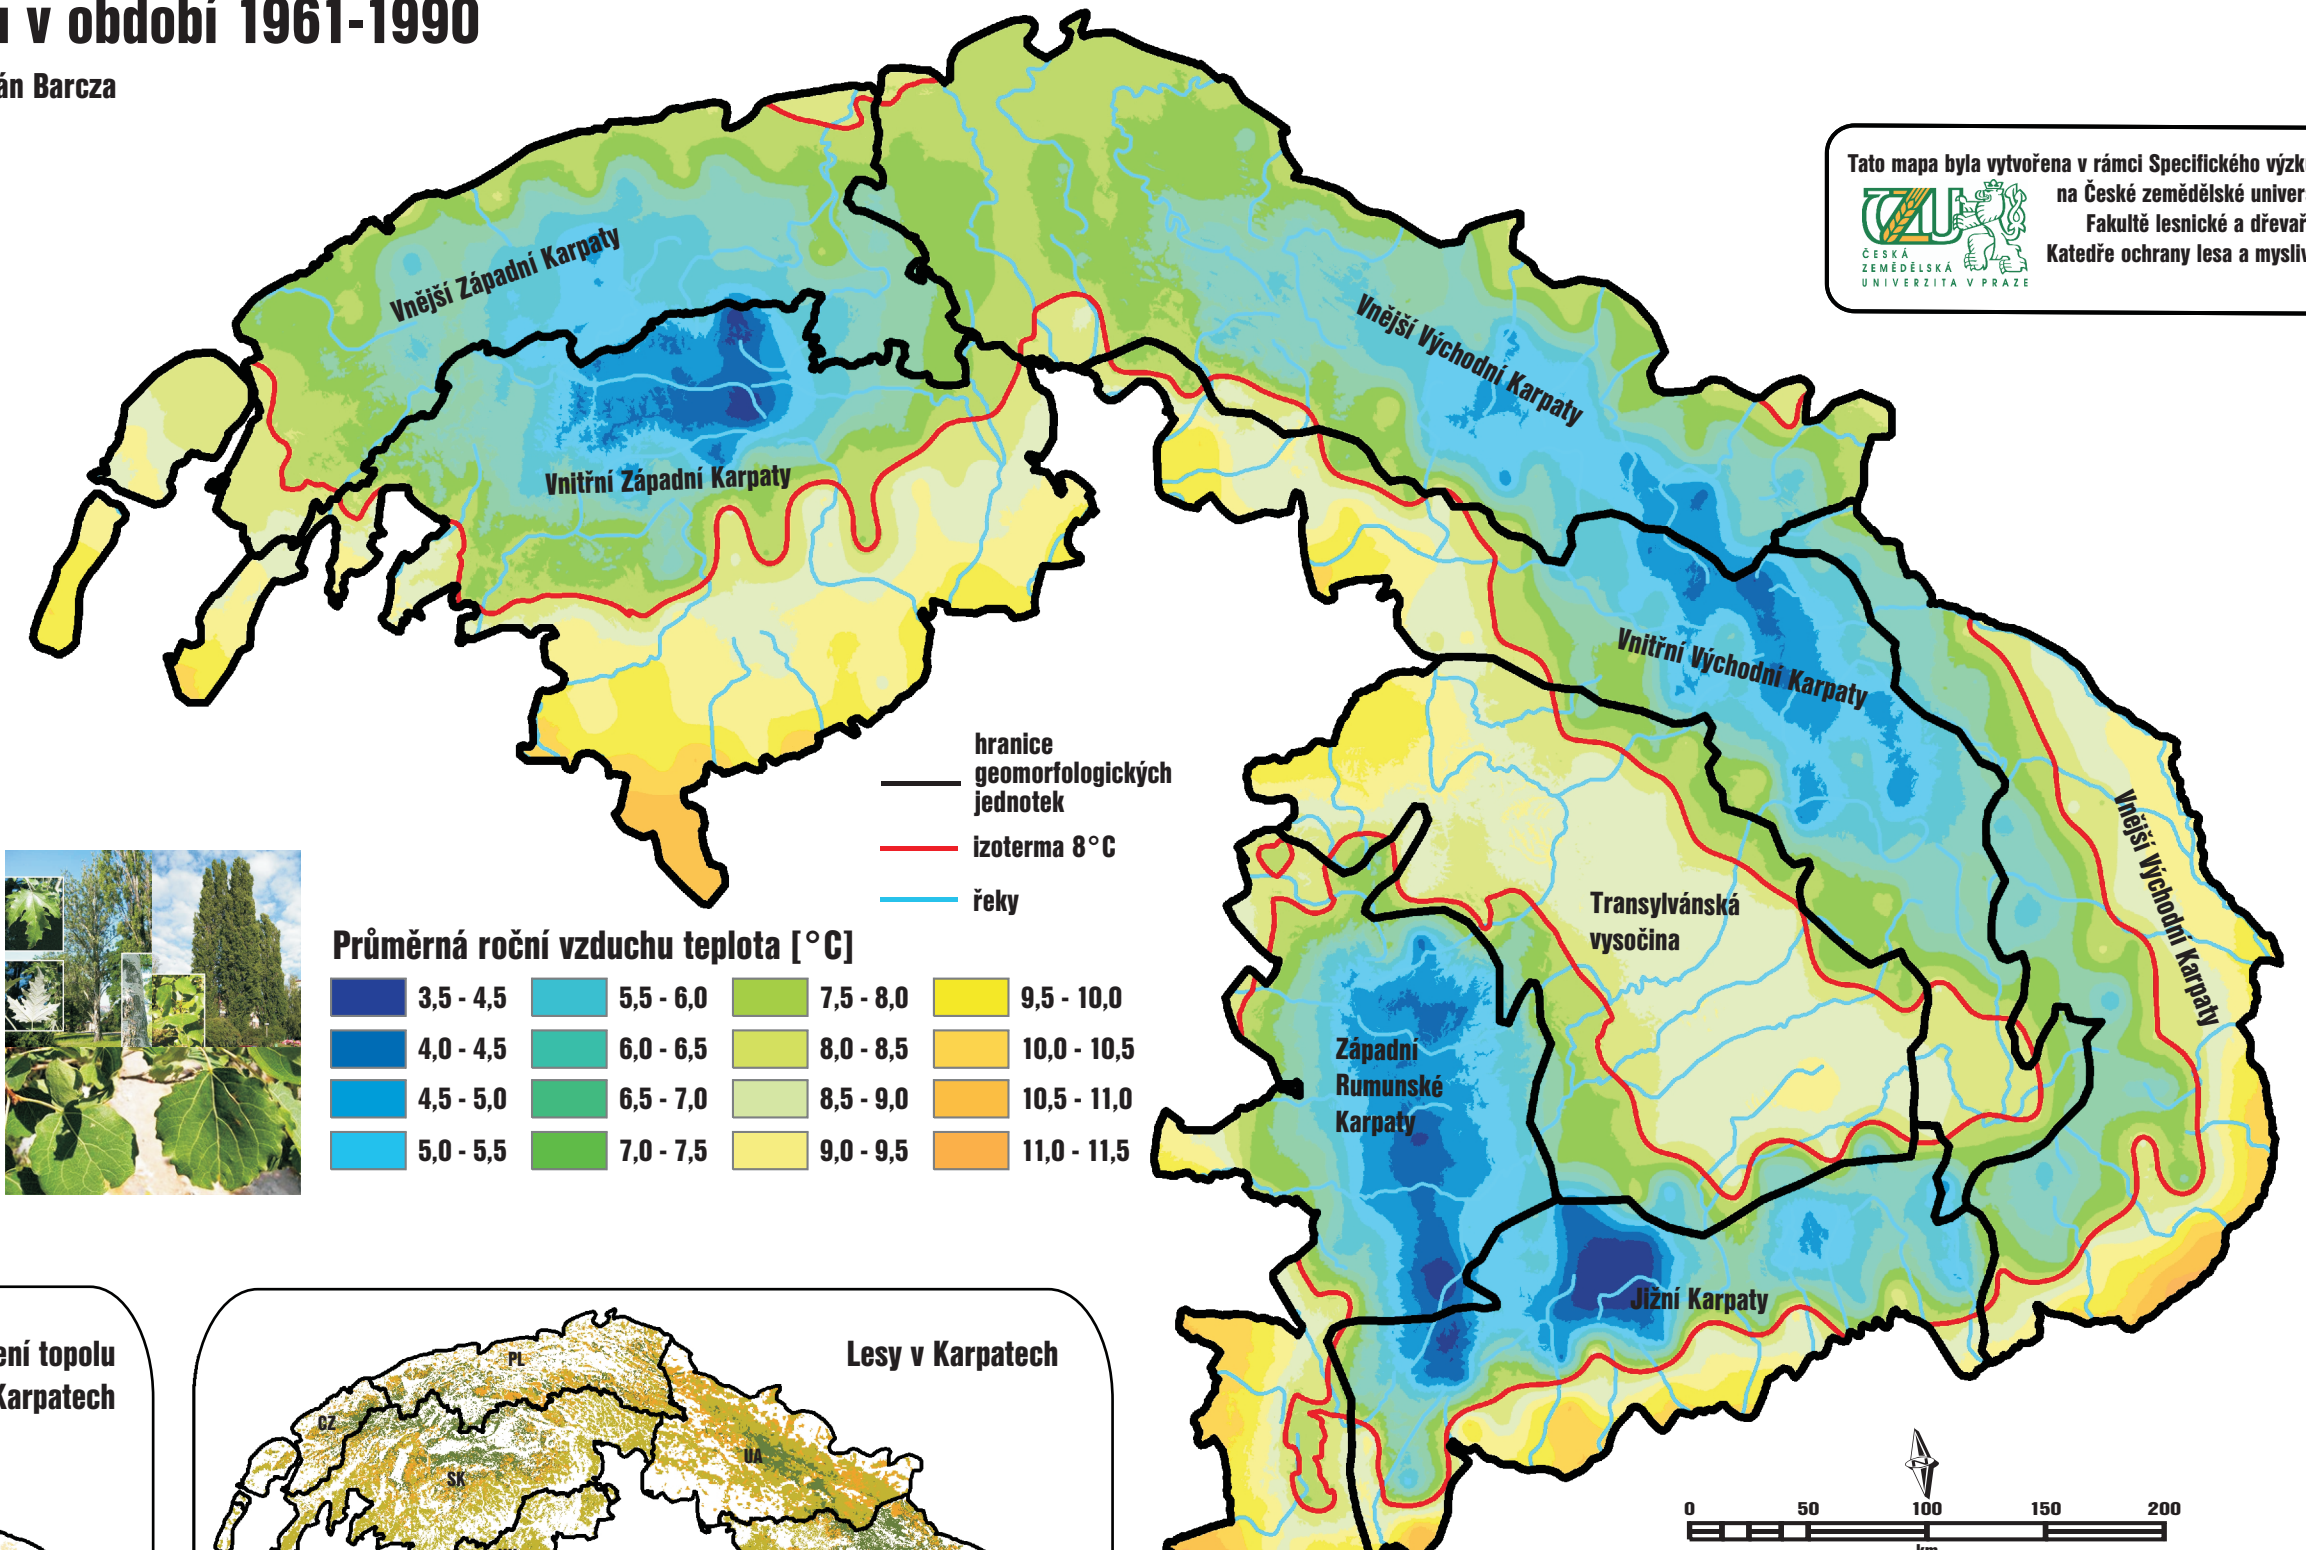 v období 1961-1990
án Barcza
Tato mapa byla vytvořena v rámci Specifického výzk
na České zemědělské univer
Fakultě lesnické a dřevař
Katedře ochrany lesa a mysliv
ČZU
ČESKÁ
ZEMĚDĚLSKÁ
UNIVERZITA V PRAZE
Vnější Západní Karpaty
Vnější Východní Karpaty
Vnitřní Západní Karpaty
Vnitřní Východní Karpaty
Vnější Východní Karpaty
Transylvánská
vysočina
Západní
Rumunské
Karpaty
Jižní Karpaty
hranice
geomorfologických
jednotek
izoterma 8°C
řeky
Průměrná roční vzduchu teplota [°C]
3,5 - 4,5
5,5 - 6,0
7,5 - 8,0
9,5 - 10,0
4,0 - 4,5
6,0 - 6,5
8,0 - 8,5
10,0 - 10,5
4,5 - 5,0
6,5 - 7,0
8,5 - 9,0
10,5 - 11,0
5,0 - 5,5
7,0 - 7,5
9,0 - 9,5
11,0 - 11,5
ení topolu
Karpatech
Lesy v Karpatech
PL
CZ
SK
UA
0 50 100 150 200
km